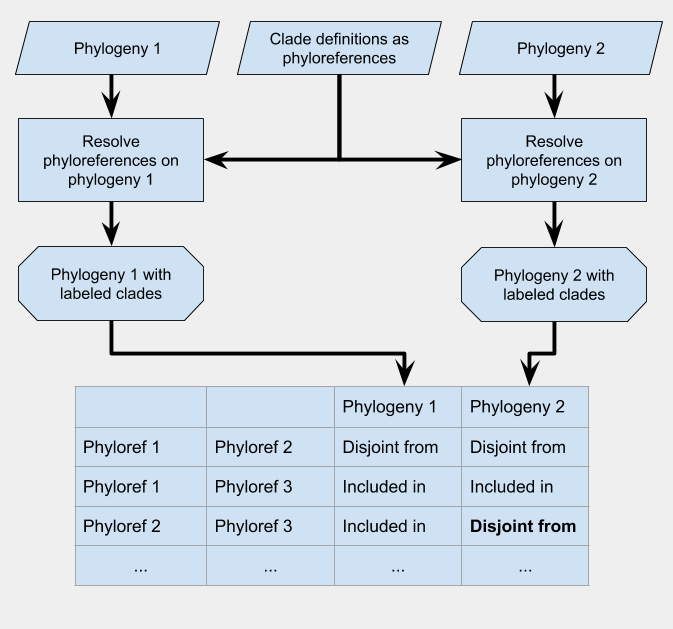 Phylogeny 1
Clade definitions as
phyloreferences
Phylogeny 2
Resolve
phyloreferences on
phylogeny 1
Resolve
phyloreferences on
phylogeny 2
Phylogeny 1 with
labeled clades
Phylogeny 2 with
labeled clades
Phylogeny 1 Phylogeny 2
Phyloref 1 Phyloref 2 Disjoint from Disjoint from
Phyloref 1 Phyloref 3 Included in Included in
Phyloref 2 Phyloref 3 Included in Disjoint from
... ... ... ...